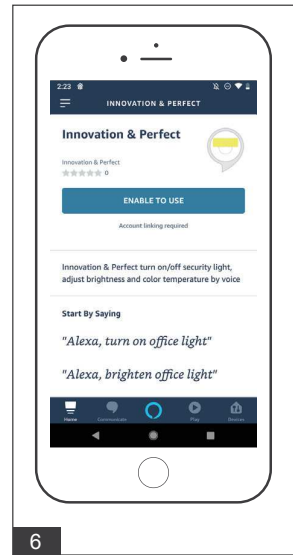 2:23
INNOVATION & PERFECT
Innovation & Perfect
Innovation & Perfect
0
ENABLE TO USE
Account linking required
Innovation & Perfect turn on/off security light,
adjust brightness and color temperature by voice
Start By Saying
"Alexa, turn on office light"
"Alexa, brighten office light"
Home Communicate Play Devices
6